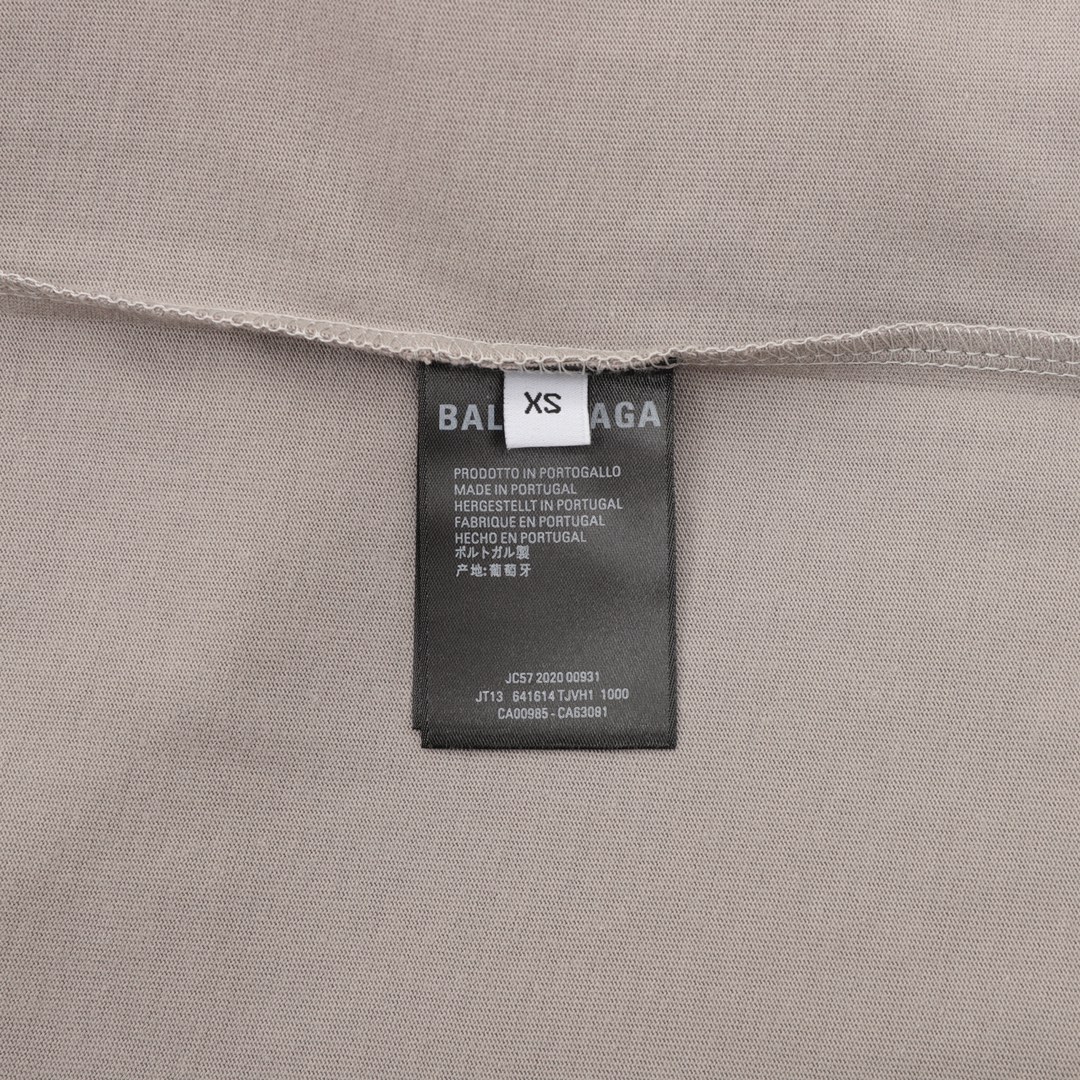 XS
BAL AGA
PRODOTTO IN PORTOGALLO
MADE IN PORTUGAL
HERGESTELLT IN PORTUGAL
FABRIQUE EN PORTUGAL
HECHO EN PORTUGAL
ポルトガル製
产地:葡萄牙
JC57 2020 00931
JT13 641614 TJVH1 1000
CA00985 - CA63081